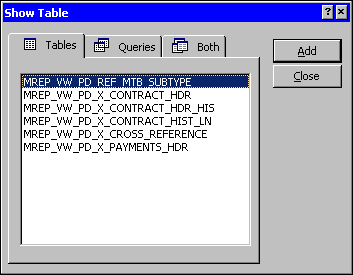 Show Table
Tables Queries Both
Add
Close
MREP_VW_PD_REF_MTB_SUBTYPE
MREP_VW_PD_X_CONTRACT_HDR
MREP_VW_PD_X_CONTRACT_HDR_HIS
MREP_VW_PD_X_CONTRACT_HIST_LN
MREP_VW_PD_X_CROSS_REFERENCE
MREP_VW_PD_X_PAYMENTS_HDR